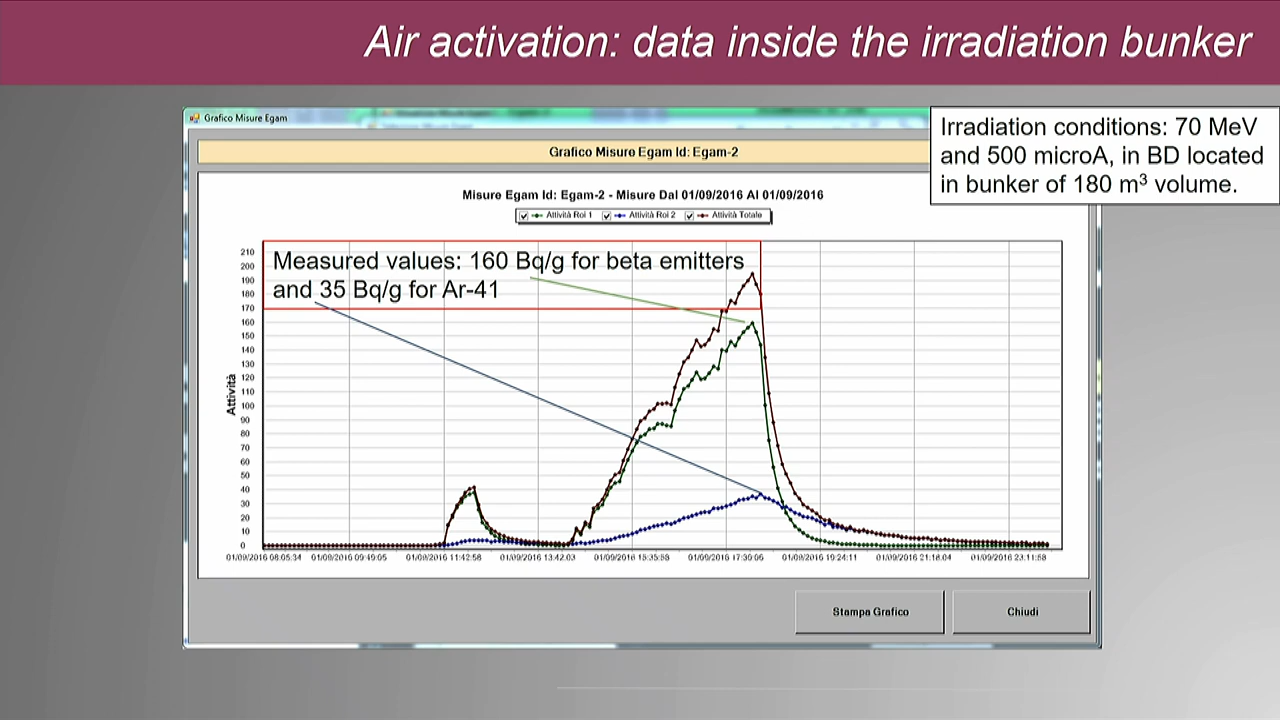 Air activation: data inside the irradiation bunker
Grafico Misure Egam
Irradiation conditions: 70 MeV
and 500 microA, in BD located
in bunker of 180 m³ volume.
Grafico Misure Egam Id: Egam-2
Misure Egam Id: Egam-2 - Misure Dal 01/09/2016 Al 01/09/2016
Attività Roi 1 Attività Roi 2 Attività Totale
Measured values: 160 Bq/g for beta emitters
and 35 Bq/g for Ar-41
Attività
210
200
190
180
170
160
150
140
130
120
110
100
90
80
70
60
50
40
30
20
10
0
01/09/2016 08:05:34 01/09/2016 09:49:05 01/09/2016 11:42:58 01/09/2016 13:42:03 01/09/2016 15:35:58 01/09/2016 17:30:06 01/09/2016 19:24:11 01/09/2016 21:18:04 01/09/2016 23:11:58
Stampa Grafico
Chiudi